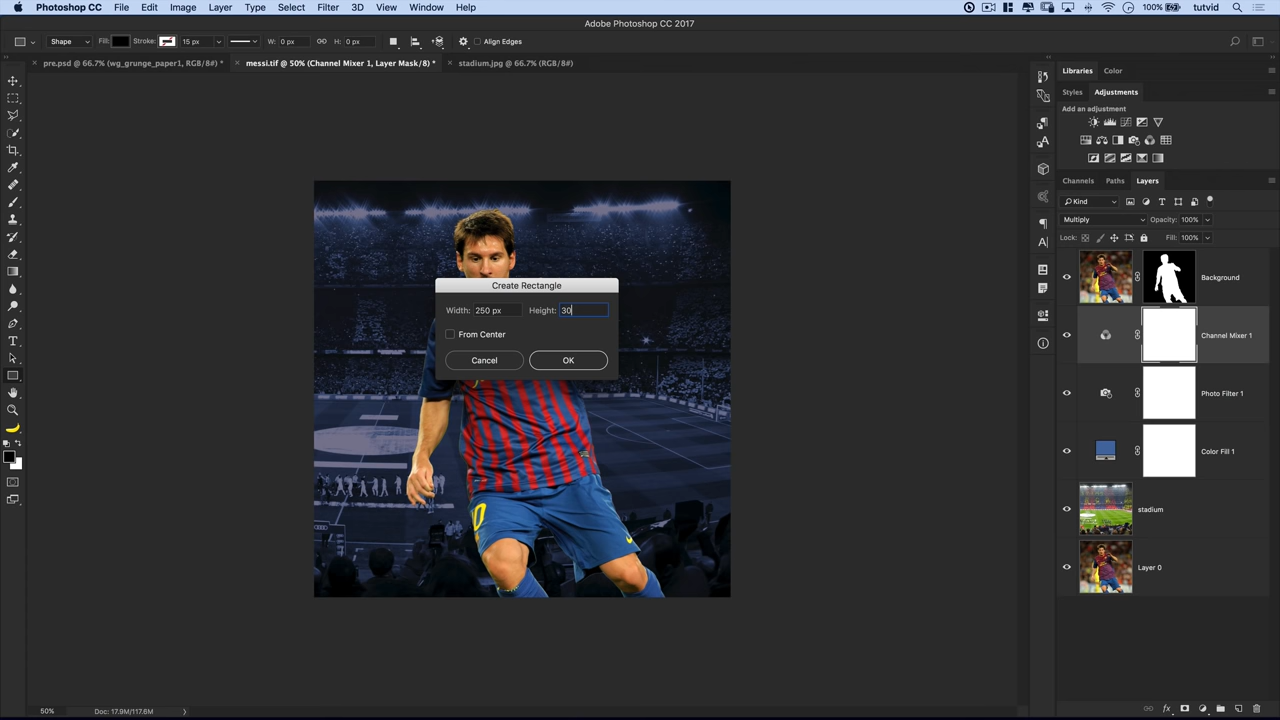 Photoshop CC File Edit Image Layer Type Select Filter 3D View Window Help 100% tutvid
Adobe Photoshop CC 2017
Shape Fill: Stroke: 15 px W: 0 px H: 0 px Align Edges
pre.psd @ 66.7% (wg_grunge_paper1, RGB/8#) * messi.tif @ 50% (Channel Mixer 1, Layer Mask/8) * stadium.jpg @ 66.7% (RGB/8#)
Libraries Color
Styles Adjustments
Add an adjustment
Channels Paths Layers
Kind
Multiply Opacity: 100%
Lock: Fill: 100%
Background
Channel Mixer 1
Photo Filter 1
Color Fill 1
stadium
Layer 0
Create Rectangle
Width: 250 px Height: 30
From Center
Cancel OK
50% Doc: 17.9M/117.6M